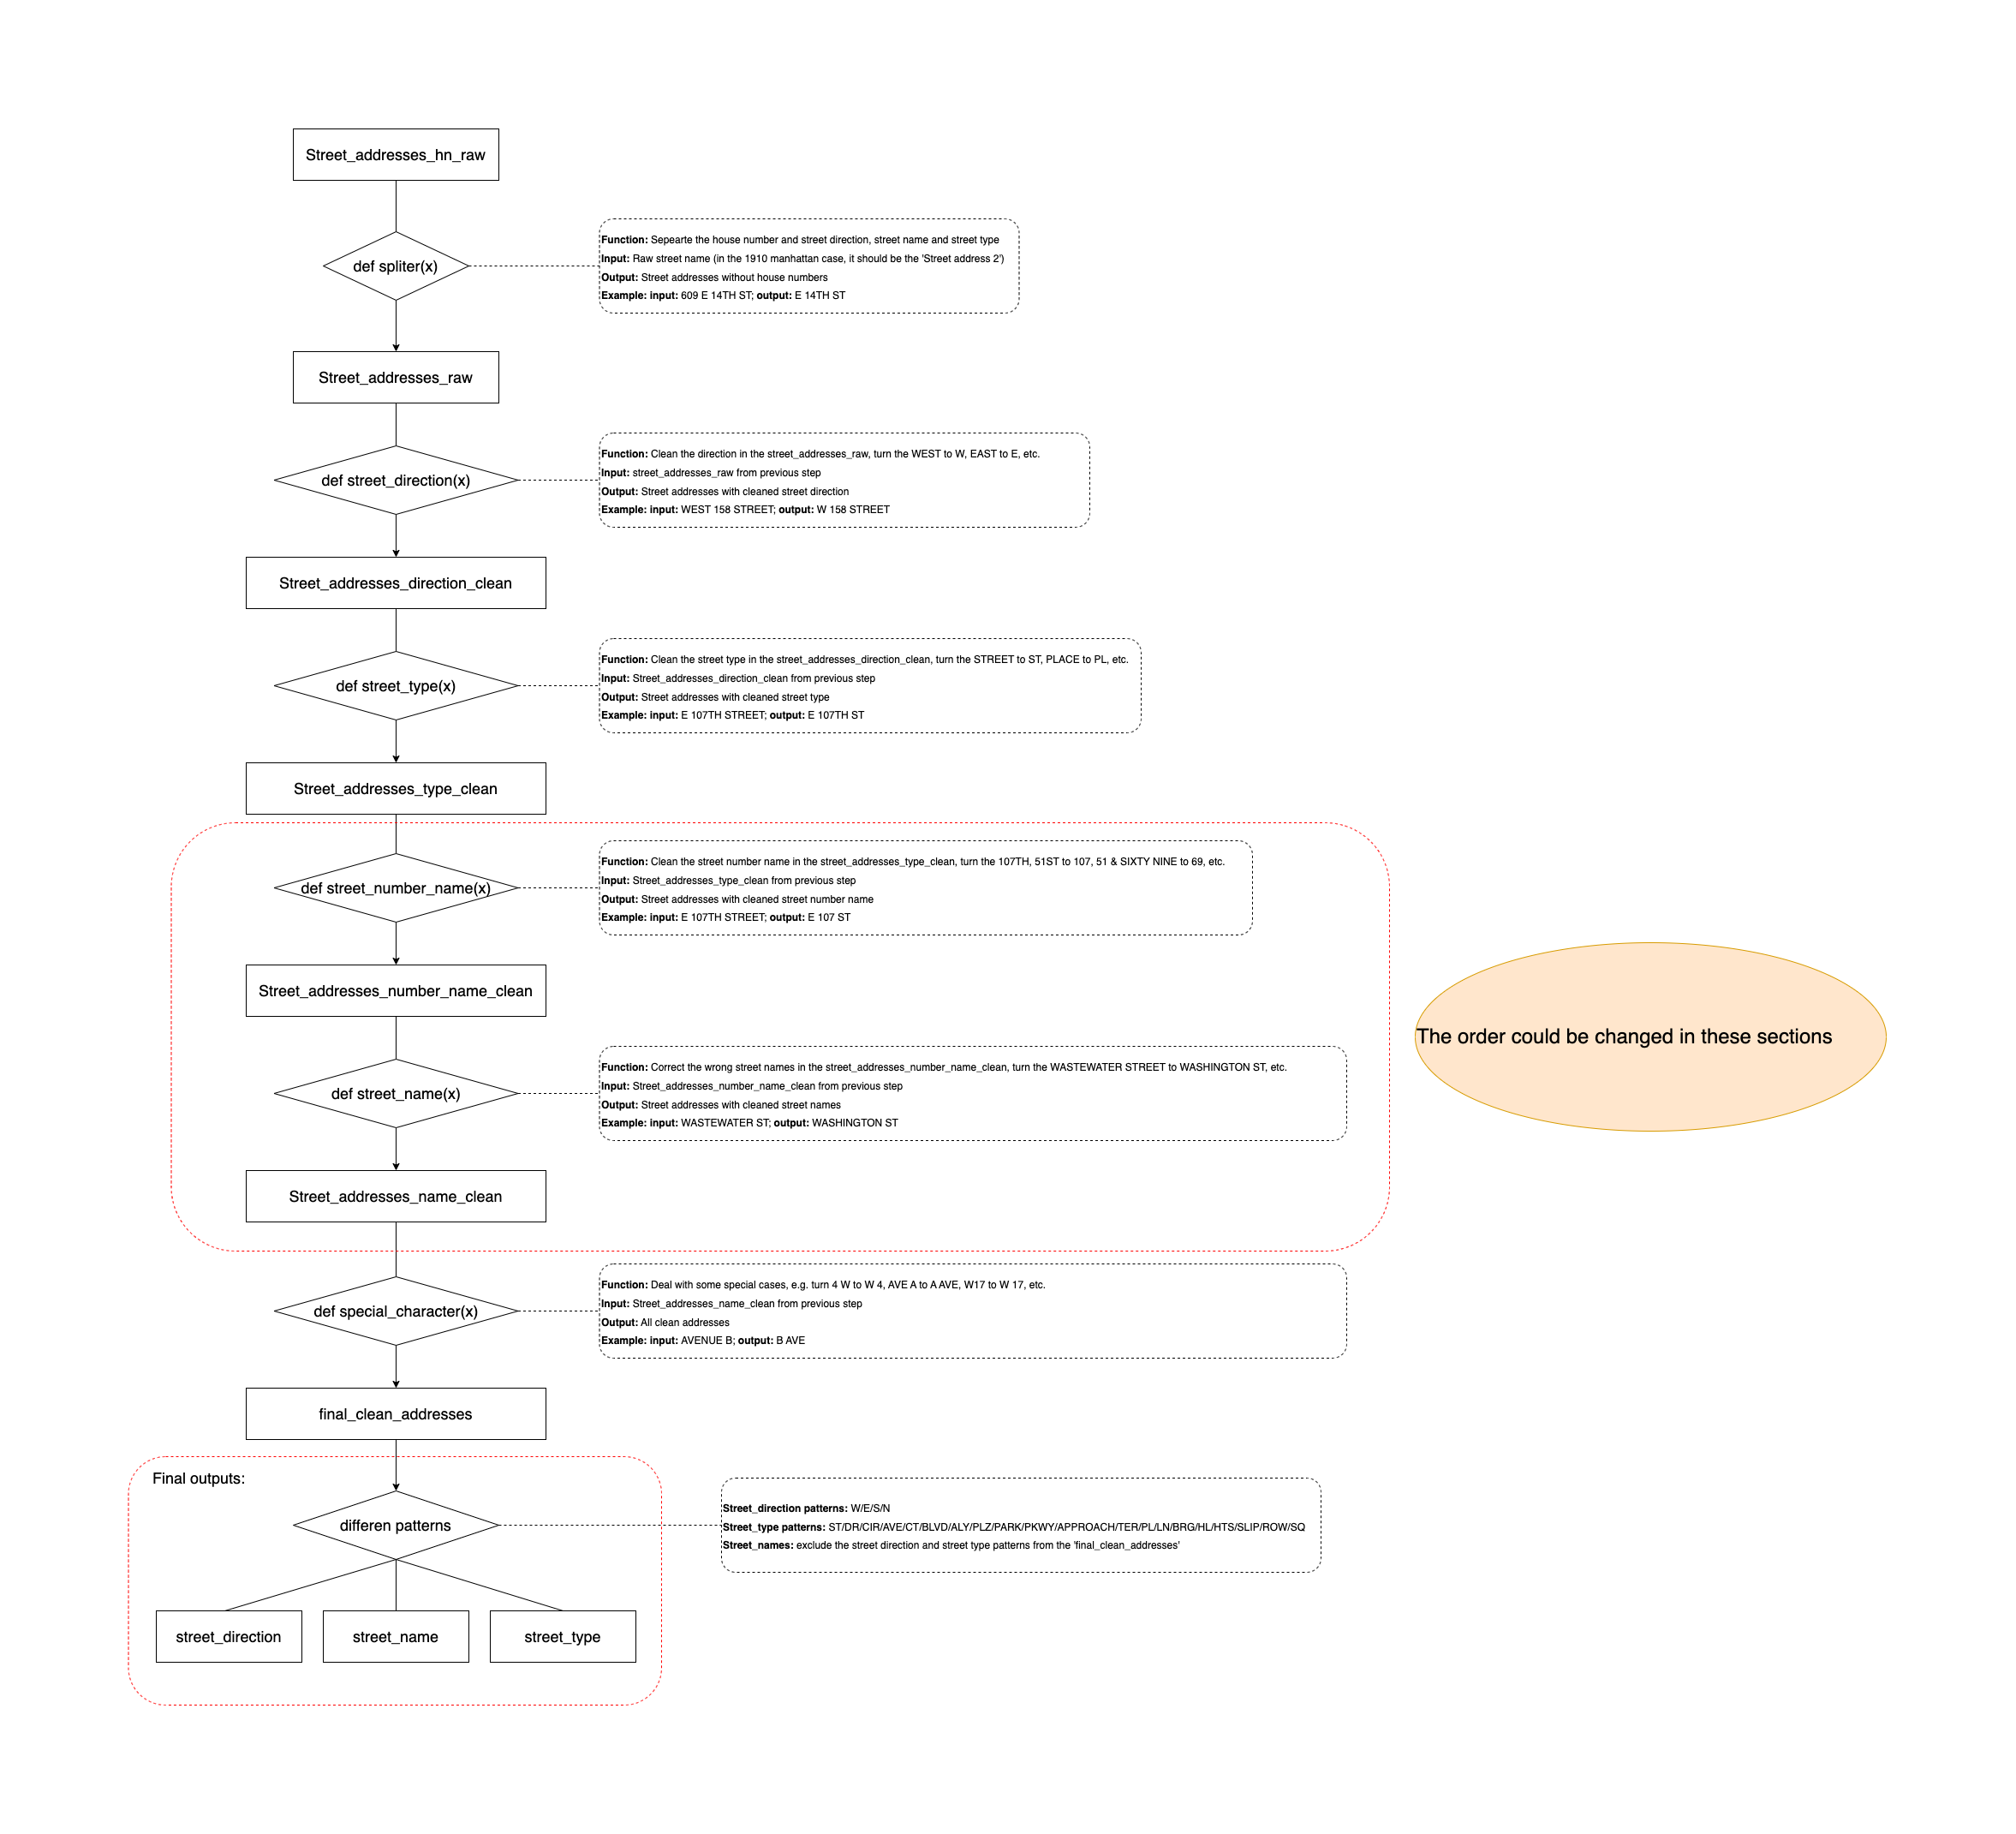 Street_addresses_hn_raw
def spliter(x)
Function: Sepearte the house number and street direction, street name and street type
Input: Raw street name (in the 1910 manhattan case, it should be the 'Street address 2')
Output: Street addresses without house numbers
Example: input: 609 E 14TH ST; output: E 14TH ST
Street_addresses_raw
def street_direction(x)
Function: Clean the direction in the street_addresses_raw, turn the WEST to W, EAST to E, etc.
Input: street_addresses_raw from previous step
Output: Street addresses with cleaned street direction
Example: input: WEST 158 STREET; output: W 158 STREET
Street_addresses_direction_clean
def street_type(x)
Function: Clean the street type in the street_addresses_direction_clean, turn the STREET to ST, PLACE to PL, etc.
Input: Street_addresses_direction_clean from previous step
Output: Street addresses with cleaned street type
Example: input: E 107TH STREET; output: E 107TH ST
Street_addresses_type_clean
def street_number_name(x)
Function: Clean the street number name in the street_addresses_type_clean, turn the 107TH, 51ST to 107, 51 & SIXTY NINE to 69, etc.
Input: Street_addresses_type_clean from previous step
Output: Street addresses with cleaned street number name
Example: input: E 107TH STREET; output: E 107 ST
Street_addresses_number_name_clean
The order could be changed in these sections
def street_name(x)
Function: Correct the wrong street names in the street_addresses_number_name_clean, turn the WASTEWATER STREET to WASHINGTON ST, etc.
Input: Street_addresses_number_name_clean from previous step
Output: Street addresses with cleaned street names
Example: input: WASTEWATER ST; output: WASHINGTON ST
Street_addresses_name_clean
def special_character(x)
Function: Deal with some special cases, e.g. turn 4 W to W 4, AVE A to A AVE, W17 to W 17, etc.
Input: Street_addresses_name_clean from previous step
Output: All clean addresses
Example: input: AVENUE B; output: B AVE
final_clean_addresses
Final outputs:
differen patterns
Street_direction patterns: W/E/S/N
Street_type patterns: ST/DR/CIR/AVE/CT/BLVD/ALY/PLZ/PARK/PKWY/APPROACH/TER/PL/LN/BRG/HL/HTS/SLIP/ROW/SQ
Street_names: exclude the street direction and street type patterns from the 'final_clean_addresses'
street_direction
street_name
street_type